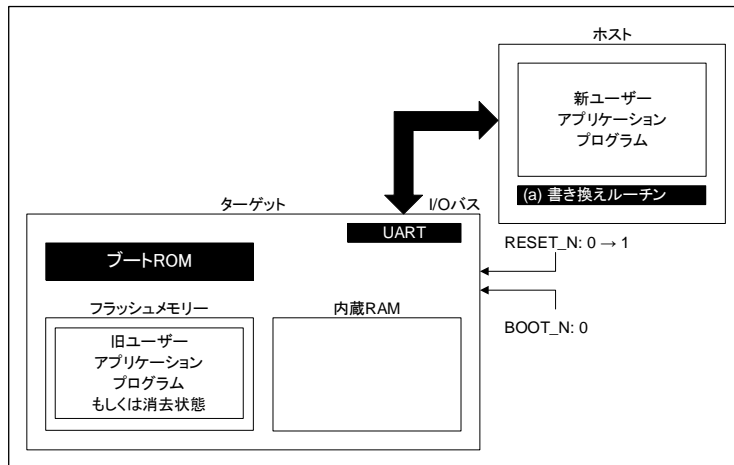 ホスト
新ユーザー
アプリケーション
プログラム
(a) 書き換えルーチン
ターゲット
I/Oバス
UART
RESET_N: 0 → 1
ブートROM
BOOT_N: 0
フラッシュメモリー
内蔵RAM
旧ユーザー
アプリケーション
プログラム
もしくは消去状態